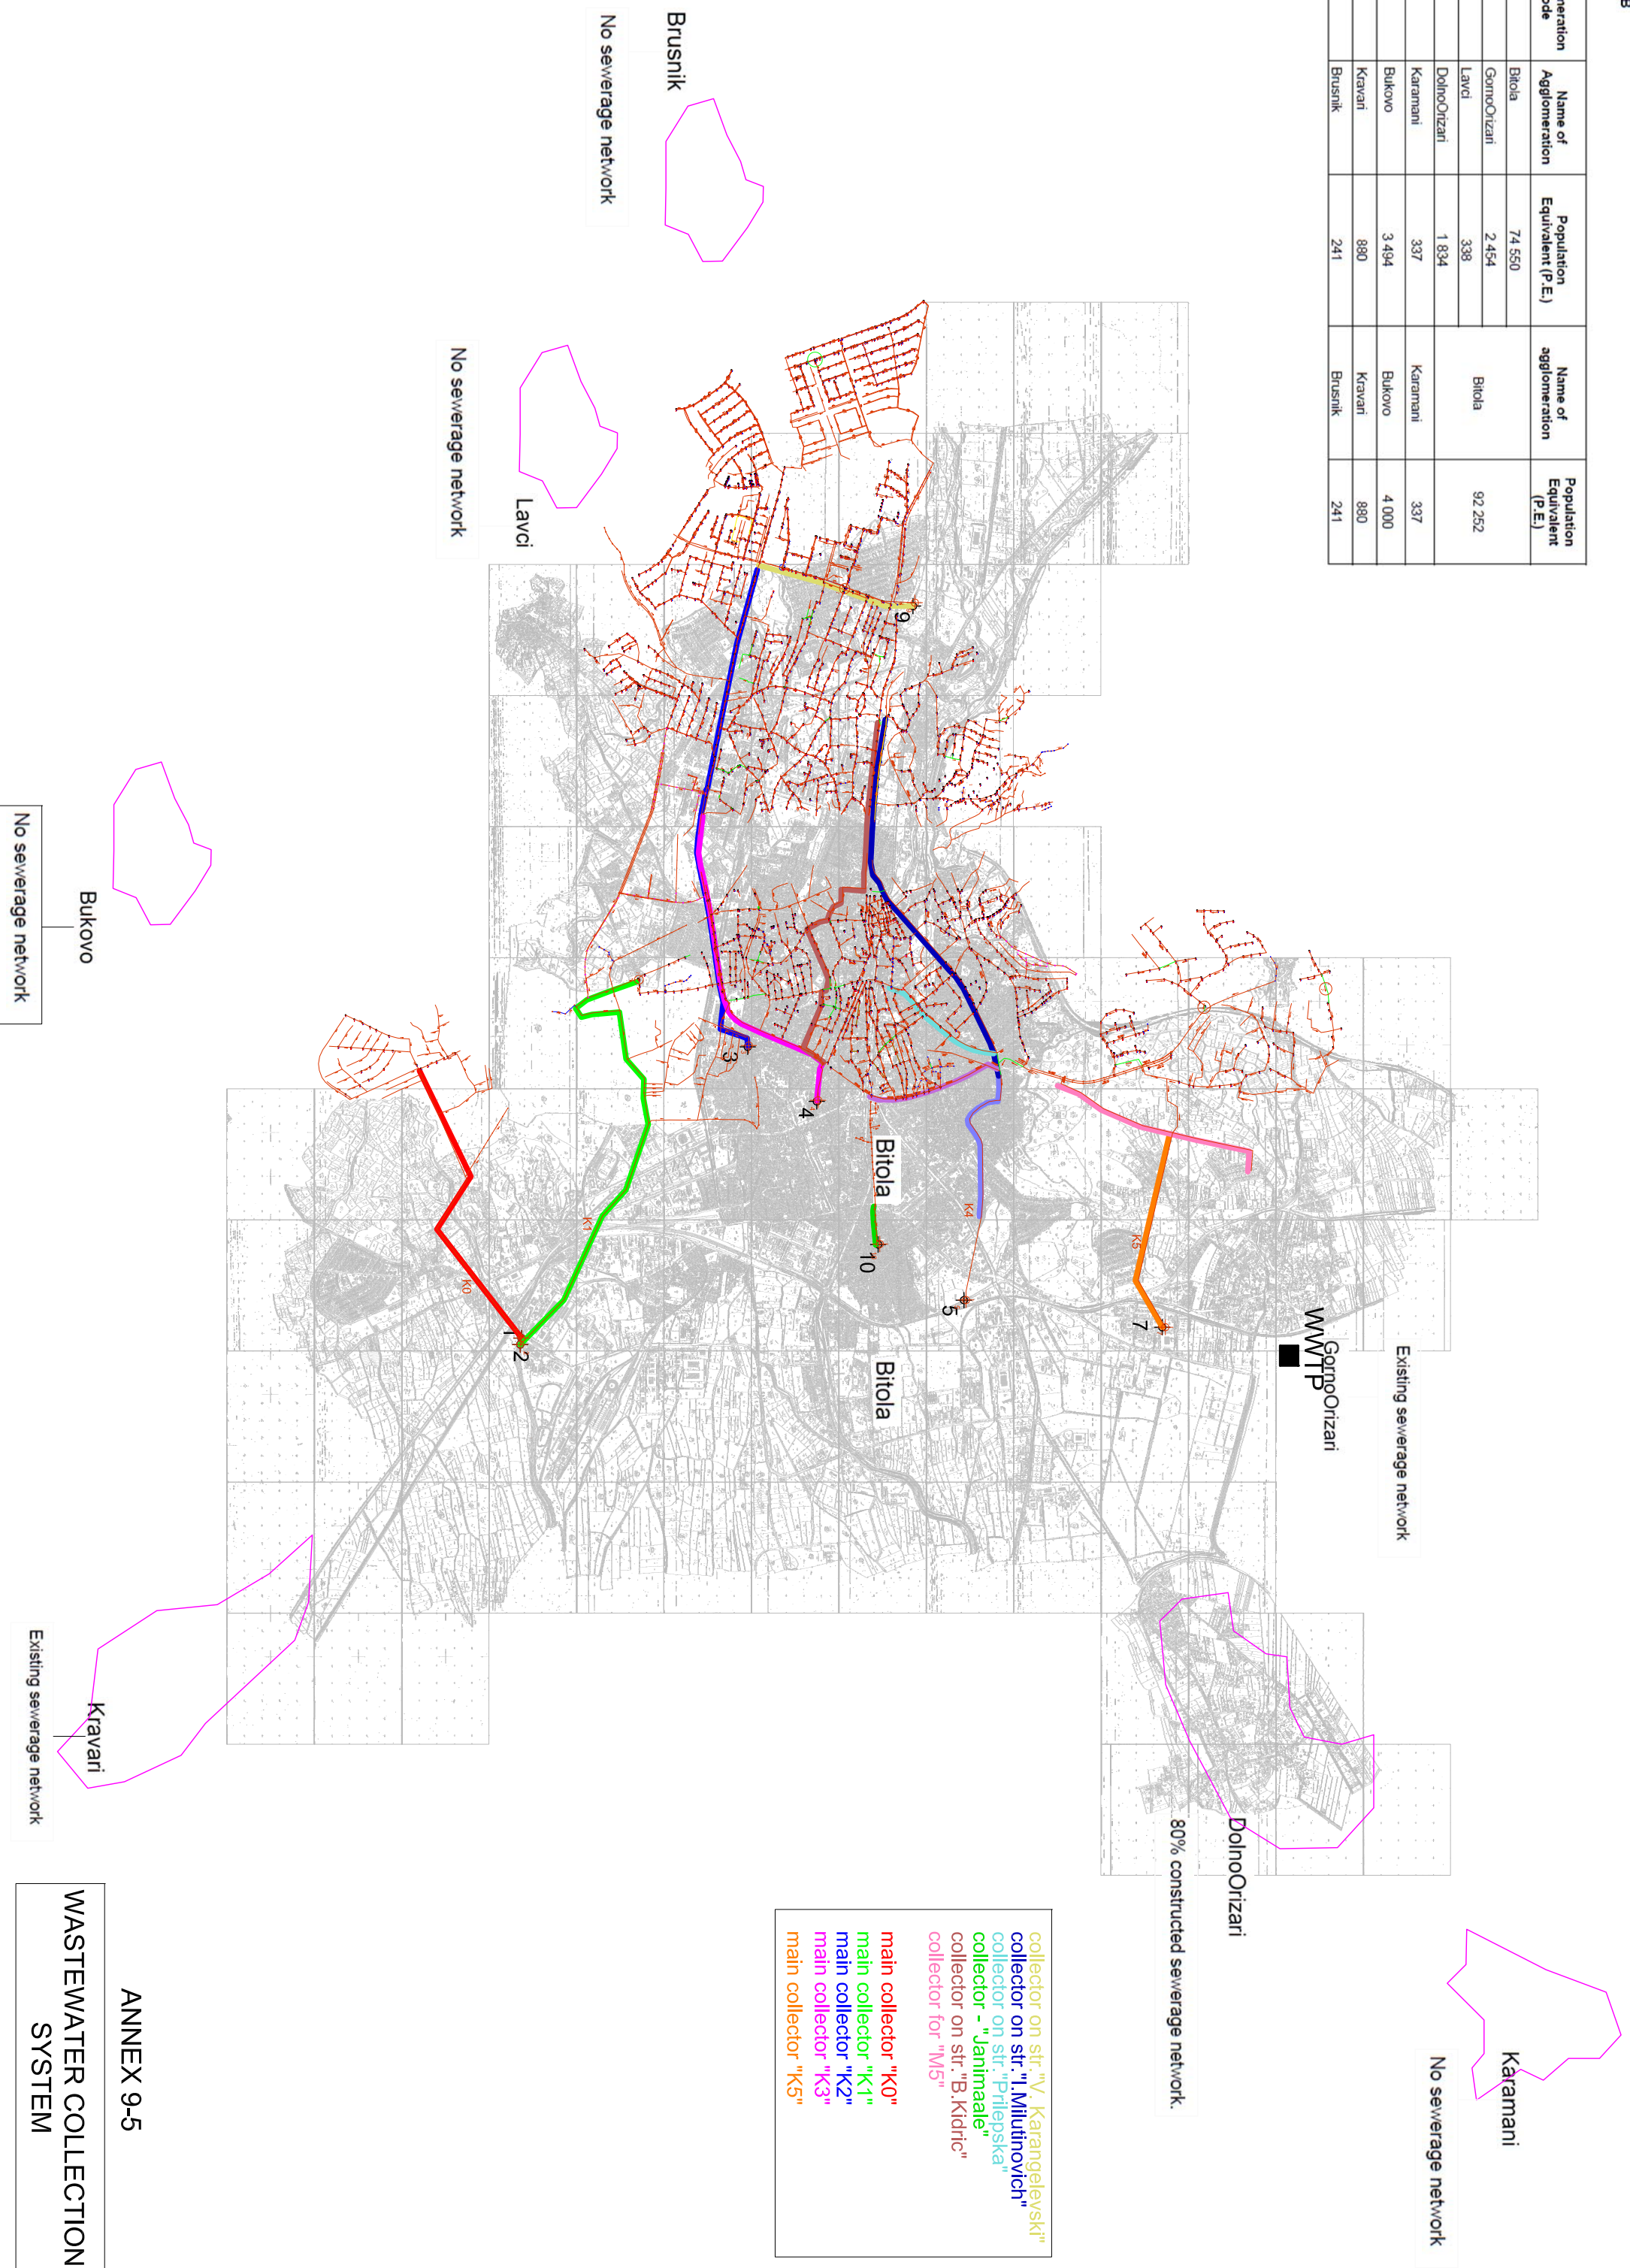 B
neration
ode
Name of
Agglomeration
Population
Equivalent (P.E.)
Name of
agglomeration
Population
Equivalent
(P.E.)
Bitola 74 550 Bitola 92 252
GornoOrizari 2 454
Lavci 338
DolnoOrizari 1 834
Karamani 337 Karamani 337
Bukovo 3 494 Bukovo 4 000
Kravari 880 Kravari 880
Brusnik 241 Brusnik 241
Karamani
No sewerage network
Existing sewerage network
GornoOrizari
WWTP
DolnoOrizari
80% constructed sewerage network.
7
K5
5
K4
9
Bitola
Bitola
10
4
3
K1
K0
1
2
Brusnik
No sewerage network
Lavci
No sewerage network
Bukovo
No sewerage network
Kravari
Existing sewerage network
collector on str."V. Karangelevski"
collector on str."I.Milutinovich"
collector on str."Prilepska"
collector - "Janimaale"
collector on str."B.Kidric"
collector for "M5"
main collector "K0"
main collector "K1"
main collector "K2"
main collector "K3"
main collector "K5"
ANNEX 9-5
WASTEWATER COLLECTION
SYSTEM